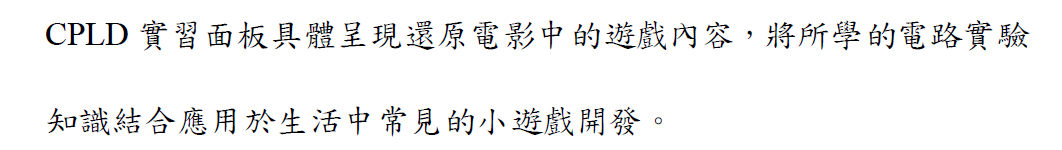 CPLD 實習面板具體呈現還原電影中的遊戲內容，將所學的電路實驗
知識結合應用於生活中常見的小遊戲開發。